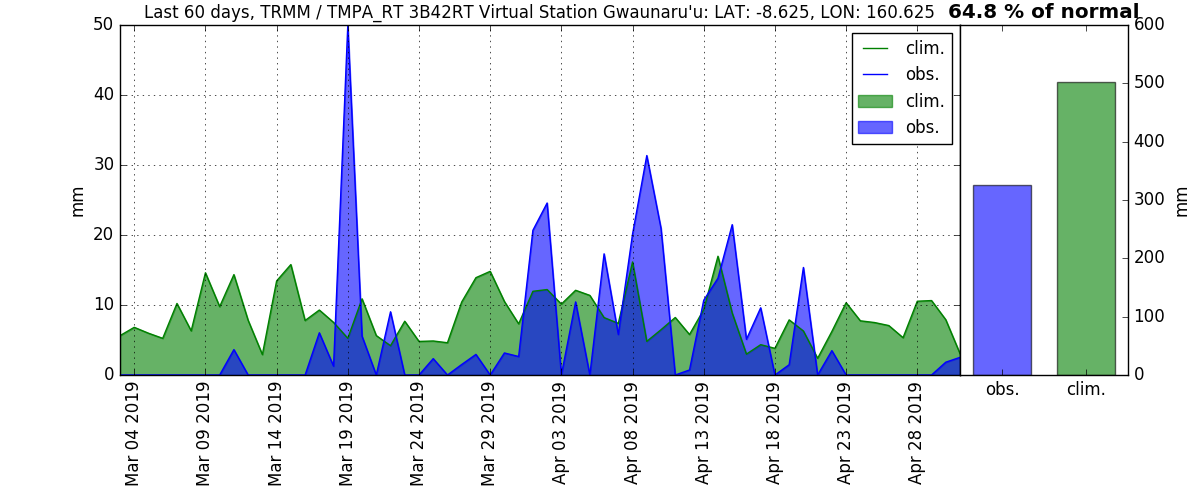 Last 60 days, TRMM / TMPA_RT 3B42RT Virtual Station Gwaunaru'u: LAT: -8.625, LON: 160.625
64.8 % of normal
50
40
30
20
10
0
mm
clim.
obs.
clim.
obs.
600
500
400
300
200
100
0
mm
Mar 04 2019
Mar 09 2019
Mar 14 2019
Mar 19 2019
Mar 24 2019
Mar 29 2019
Apr 03 2019
Apr 08 2019
Apr 13 2019
Apr 18 2019
Apr 23 2019
Apr 28 2019
obs.
clim.